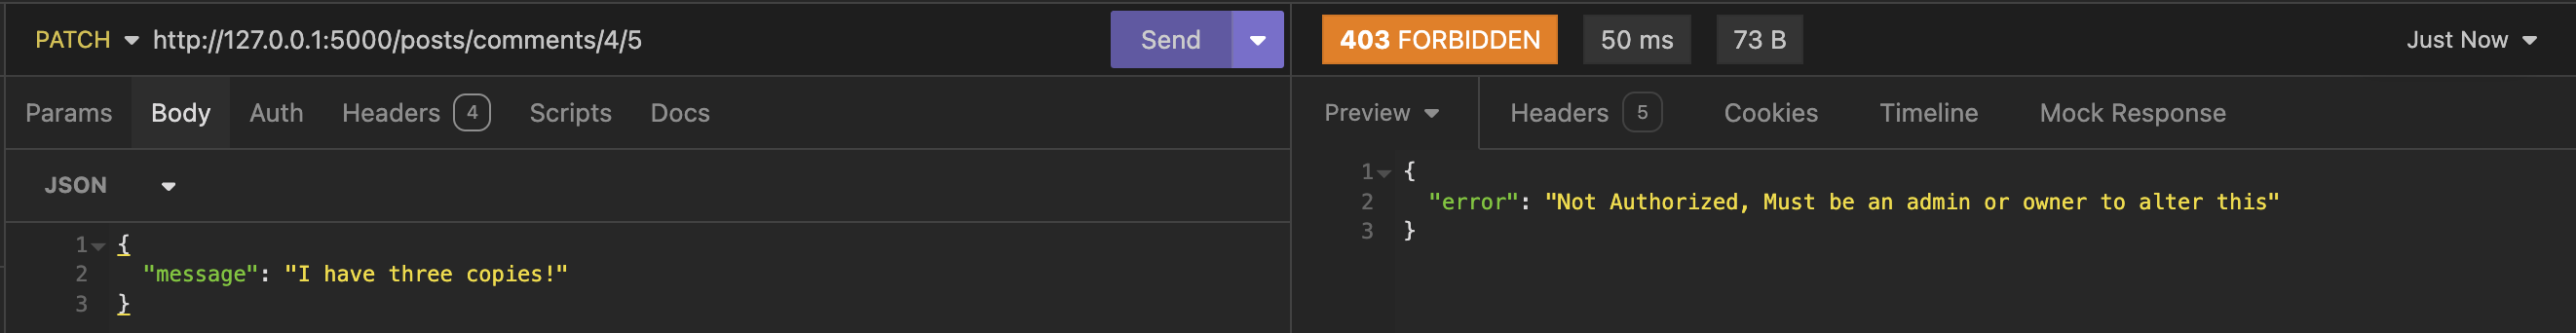 PATCH http://127.0.0.1:5000/posts/comments/4/5 Send
403 FORBIDDEN 50 ms 73 B Just Now
Params Body Auth Headers 4 Scripts Docs
Preview Headers 5 Cookies Timeline Mock Response
JSON
1 {
2 "message": "I have three copies!"
3 }
1 {
2 "error": "Not Authorized, Must be an admin or owner to alter this"
3 }